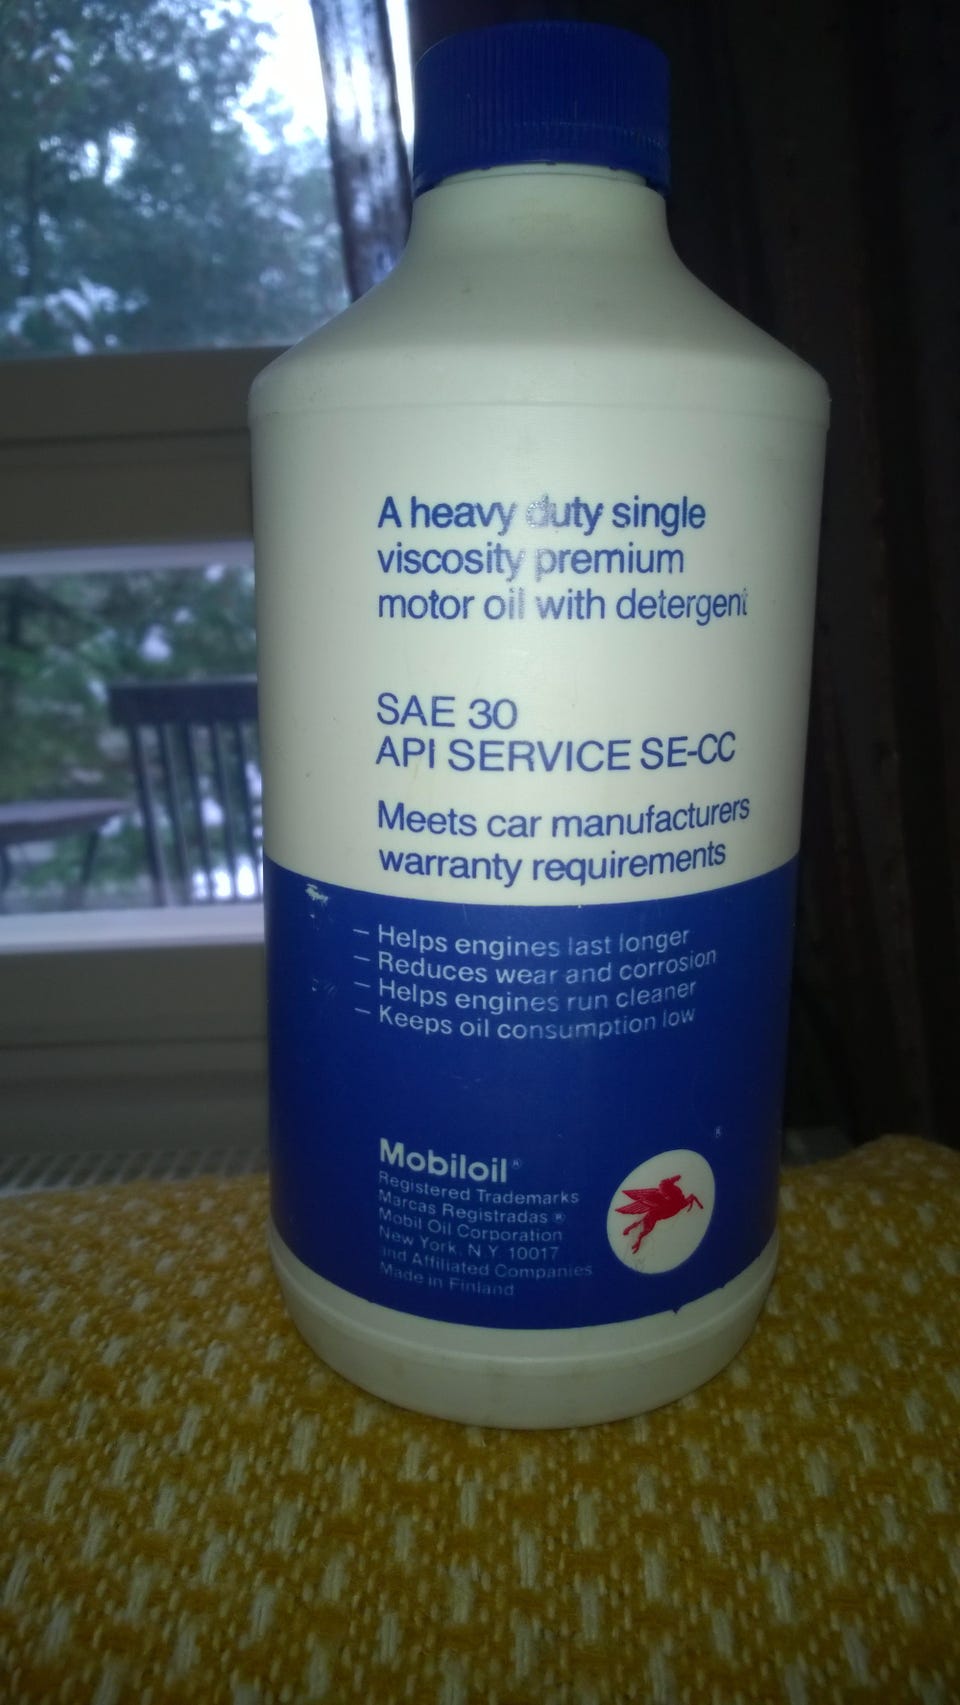 A heavy duty single
viscosity premium
motor oil with detergent
SAE 30
API SERVICE SE-CC
Meets car manufacturers
warranty requirements
– Helps engines last longer
– Reduces wear and corrosion
– Helps engines run cleaner
– Keeps oil consumption low
Mobiloil®
Registered Trademarks
Marcas Registradas ®
Mobil Oil Corporation
New York, N.Y. 10017
and Affiliated Companies
Made in Finland
®